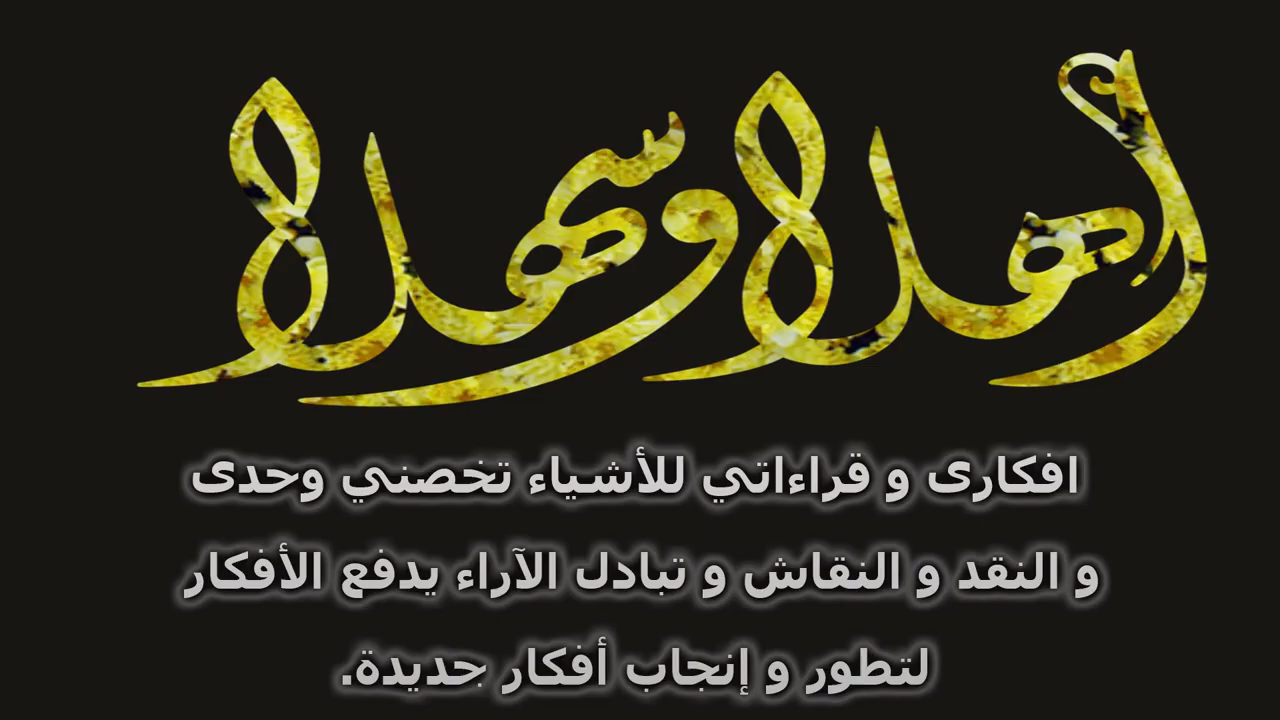 أهلا وسهلا
افكارى و قراءاتي للأشياء تخصني وحدى
و النقد و النقاش و تبادل الآراء يدفع الأفكار
لتطور و إنجاب أفكار جديدة.